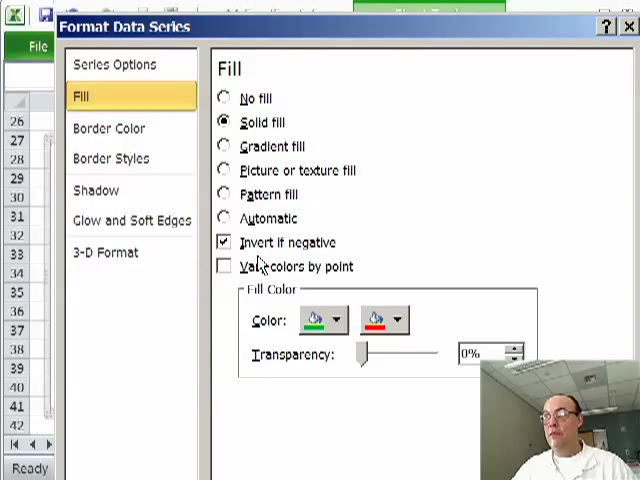 Format Data Series
File
Series Options
Fill
Border Color
Border Styles
Shadow
Glow and Soft Edges
3-D Format
Fill
No fill
Solid fill
Gradient fill
Picture or texture fill
Pattern fill
Automatic
Invert if negative
colors by point
Fill Color
Color:
Transparency:
0%
26
27
28
29
30
31
32
33
34
35
36
37
38
39
40
41
42
Ready